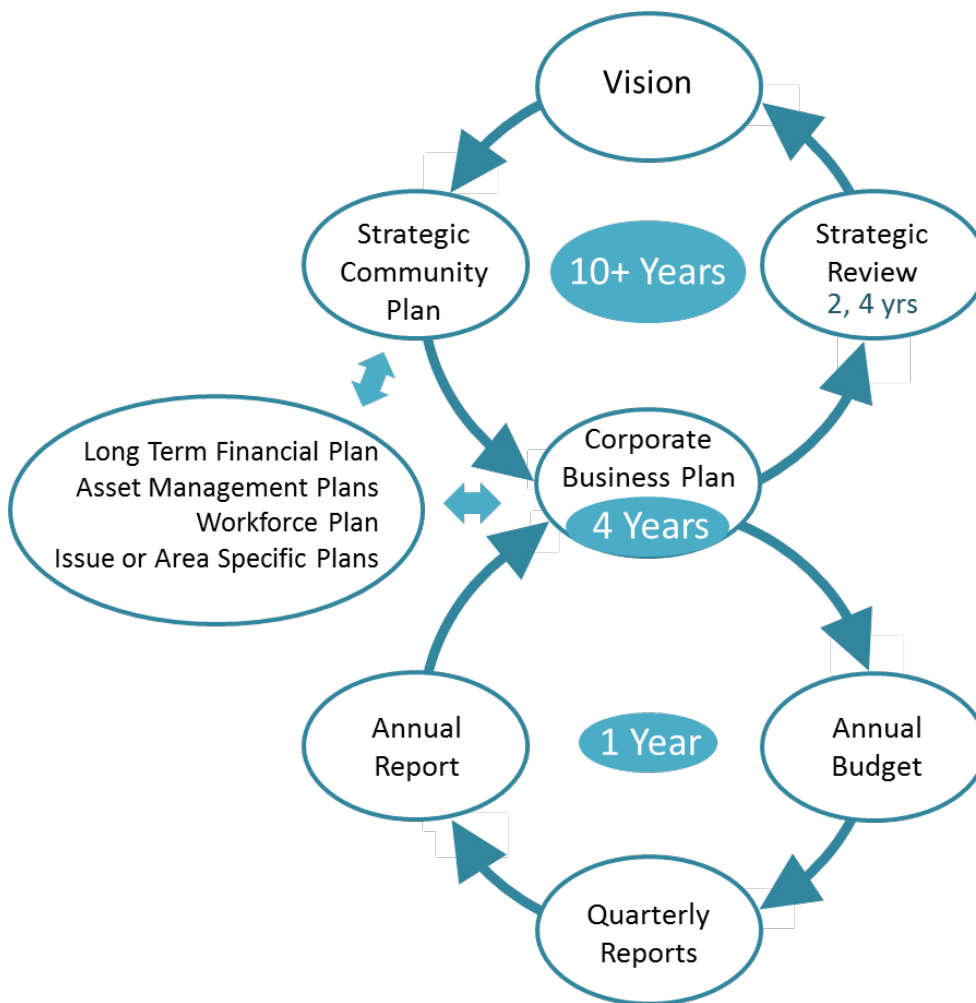 Vision
Strategic
Community
Plan
10+ Years
Strategic
Review
2, 4 yrs
Long Term Financial Plan
Asset Management Plans
Workforce Plan
Issue or Area Specific Plans
Corporate
Business Plan
4 Years
Annual
Report
1 Year
Annual
Budget
Quarterly
Reports